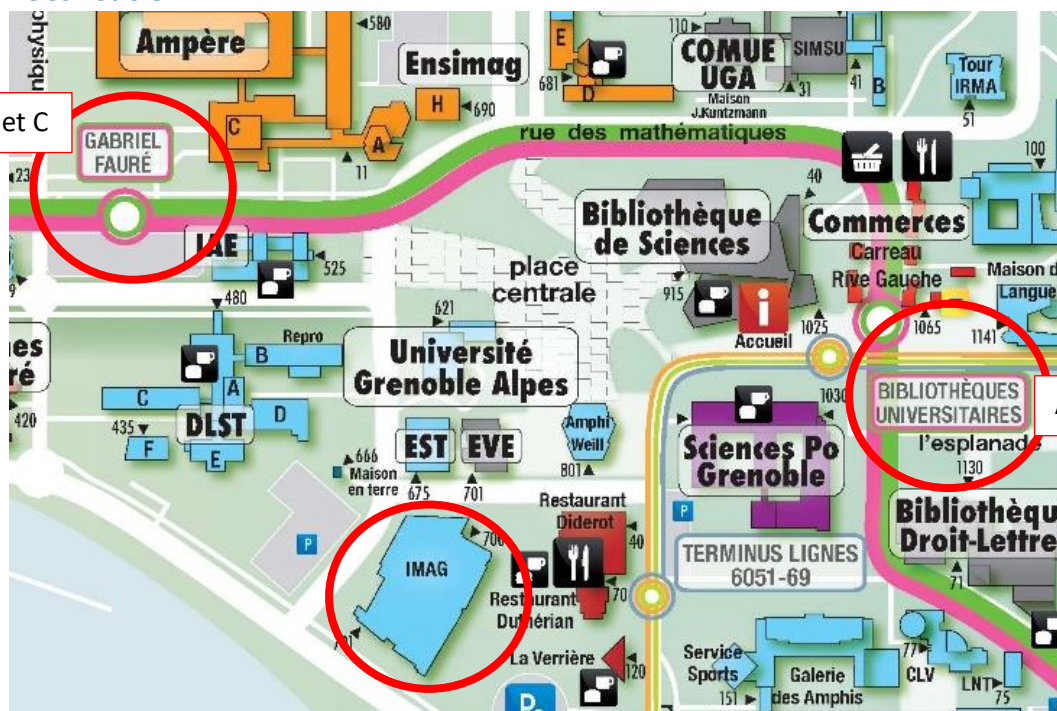 Ampère
580
Ensimag
H
690
C
A
11
et C
GABRIEL
FAURÉ
23
E
681
D
110
COMUE
UGA
Maison
J.Kuntzmann
SIMSU
31
41
B
Tour
IRMA
51
100
rue des mathématiques
40
Bibliothèque
de Sciences
Commerces
Carreau
Rive Gauche
915
Accueil
1025
1065
Maison d
Langue
1141
IAE
525
place
centrale
480
621
Repro
B
C
A
D
DLST
435
F
E
420
Université
Grenoble Alpes
EST
EVE
666
Maison
en terre
675
701
Amphi
Weill
801
1030
Sciences Po
Grenoble
BIBLIOTHÈQUES
UNIVERSITAIRES
l'esplanade
1130
Bibliothèqu
Droit-Lettre
71
P
IMAG
700
Restaurant
Diderot
40
70
Restaurant
Duthérian
La Verrière
120
P
P
TERMINUS LIGNES
6051-69
Service
Sports
151
Galerie
des Amphis
77
CLV
LNT
75